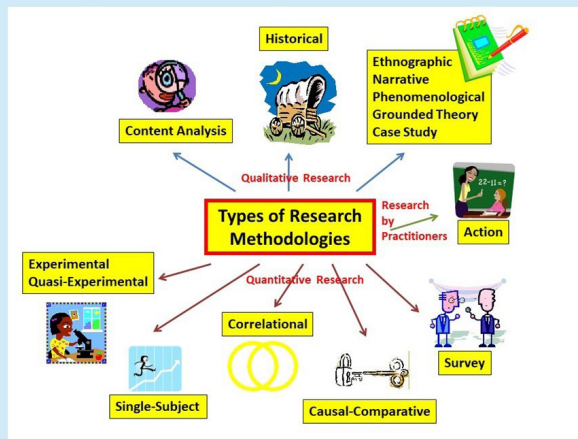 Historical
Ethnographic
Narrative
Phenomenological
Grounded Theory
Case Study
Content Analysis
Qualitative Research
Types of Research
Methodologies
Research
by
Practitioners
22-11=?
Action
Experimental
Quasi-Experimental
Quantitative Research
Correlational
Survey
Single-Subject
Causal-Comparative